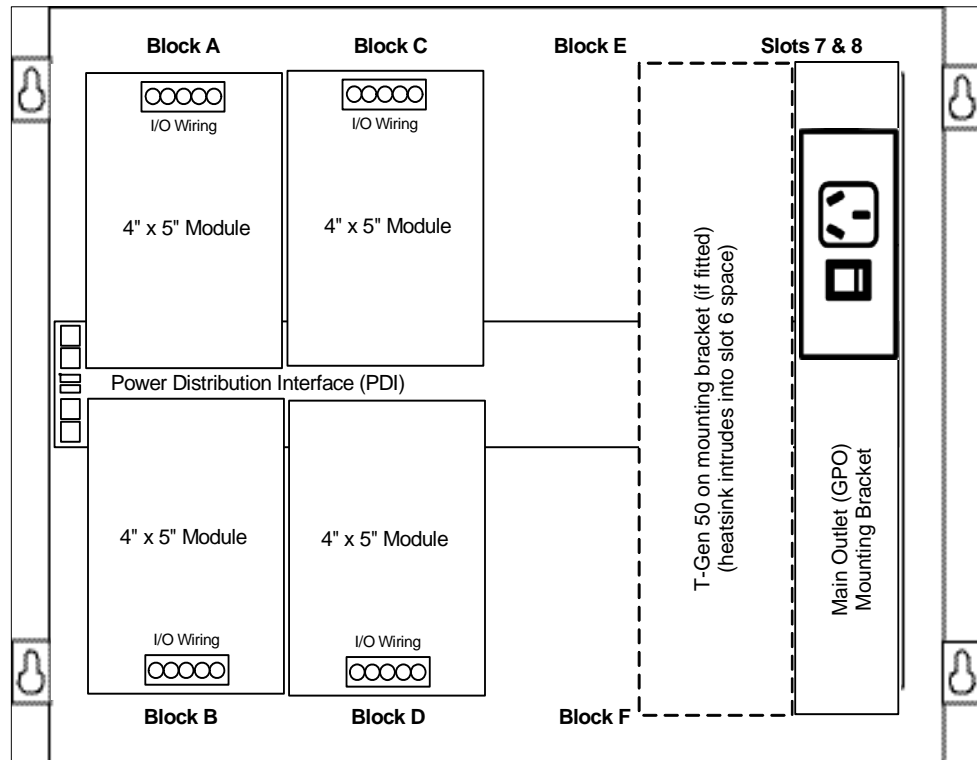 Block A
Block C
Block E
Slots 7 & 8
I/O Wiring
I/O Wiring
4" x 5" Module
4" x 5" Module
Power Distribution Interface (PDI)
4" x 5" Module
4" x 5" Module
I/O Wiring
I/O Wiring
Block B
Block D
Block F
T-Gen 50 on mounting bracket (if fitted)
(heatsink intrudes into slot 6 space)
Main Outlet (GPO)
Mounting Bracket